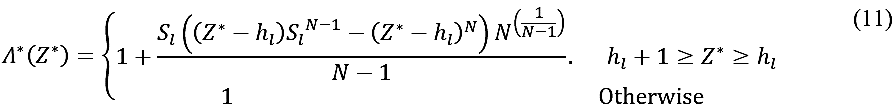 Λ*(Z*) = { 1 + S_l ((Z* − h_l)S_l^{N−1} − (Z* − h_l)^N) N^{(1/(N−1))} / (N − 1) . h_l + 1 ≥ Z* ≥ h_l (11)
1 Otherwise